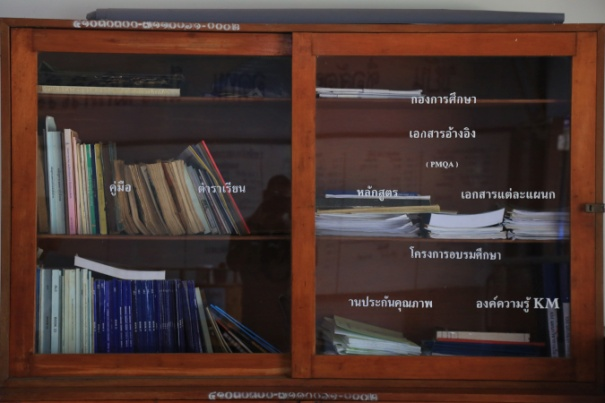 กองการศึกษา
เอกสารอ้างอิง
( PMQA )
คู่มือ
ตำราเรียน
หลักสูตร
เอกสารแต่ละแผนก
โครงการอบรมศึกษา
านประกันคุณภาพ
องค์ความรู้ KM